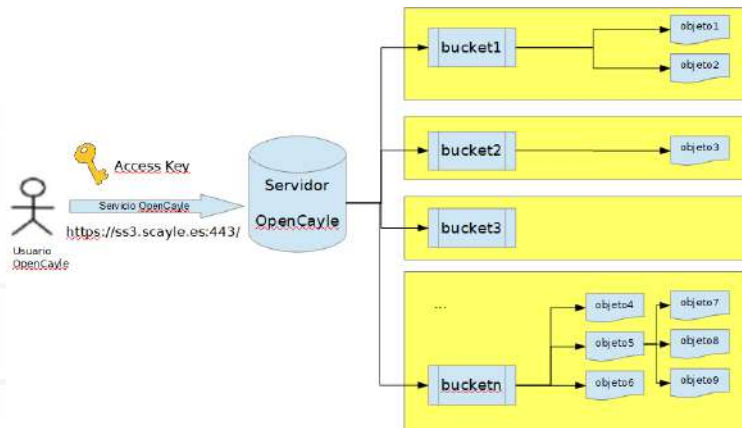 Access Key
Servicio OpenCayle
https://ss3.scayle.es:443/
Usuario
OpenCayle
Servidor
OpenCayle
bucket1
objeto1
objeto2
bucket2
objeto3
bucket3
...
bucketn
objeto4
objeto5
objeto6
objeto7
objeto8
objeto9